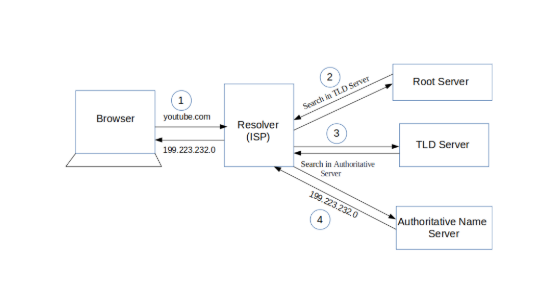 1
youtube.com
Browser
199.223.232.0
Resolver
(ISP)
2
Search in TLD Server
Root Server
3
TLD Server
Search in Authoritative
Server
199.223.232.0
4
Authoritative Name
Server